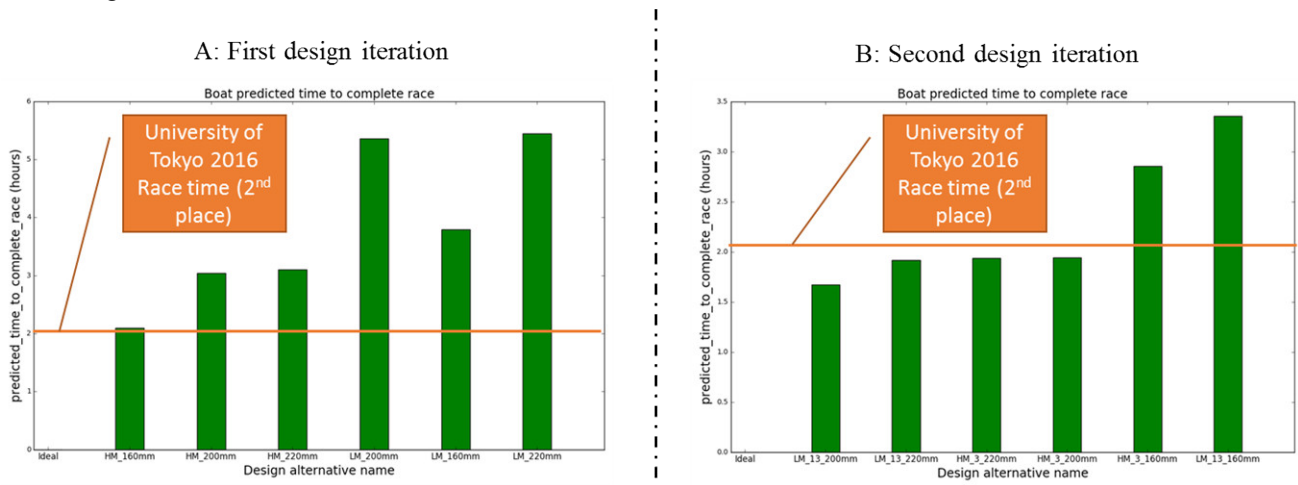 A: First design iteration
Boat predicted time to complete race
University of
Tokyo 2016
Race time (2nd
place)
predicted_time_to_complete_race (hours)
6
5
4
3
2
1
0
Ideal HM_160mm HM_200mm HM_220mm LM_200mm LM_160mm LM_220mm
Design alternative name
B: Second design iteration
Boat predicted time to complete race
University of
Tokyo 2016
Race time (2nd
place)
predicted_time_to_complete_race (hours)
3.5
3.0
2.5
2.0
1.5
1.0
0.5
0.0
Ideal LM_13_200mm LM_13_220mm HM_3_220mm HM_3_200mm HM_3_160mm LM_13_160mm
Design alternative name